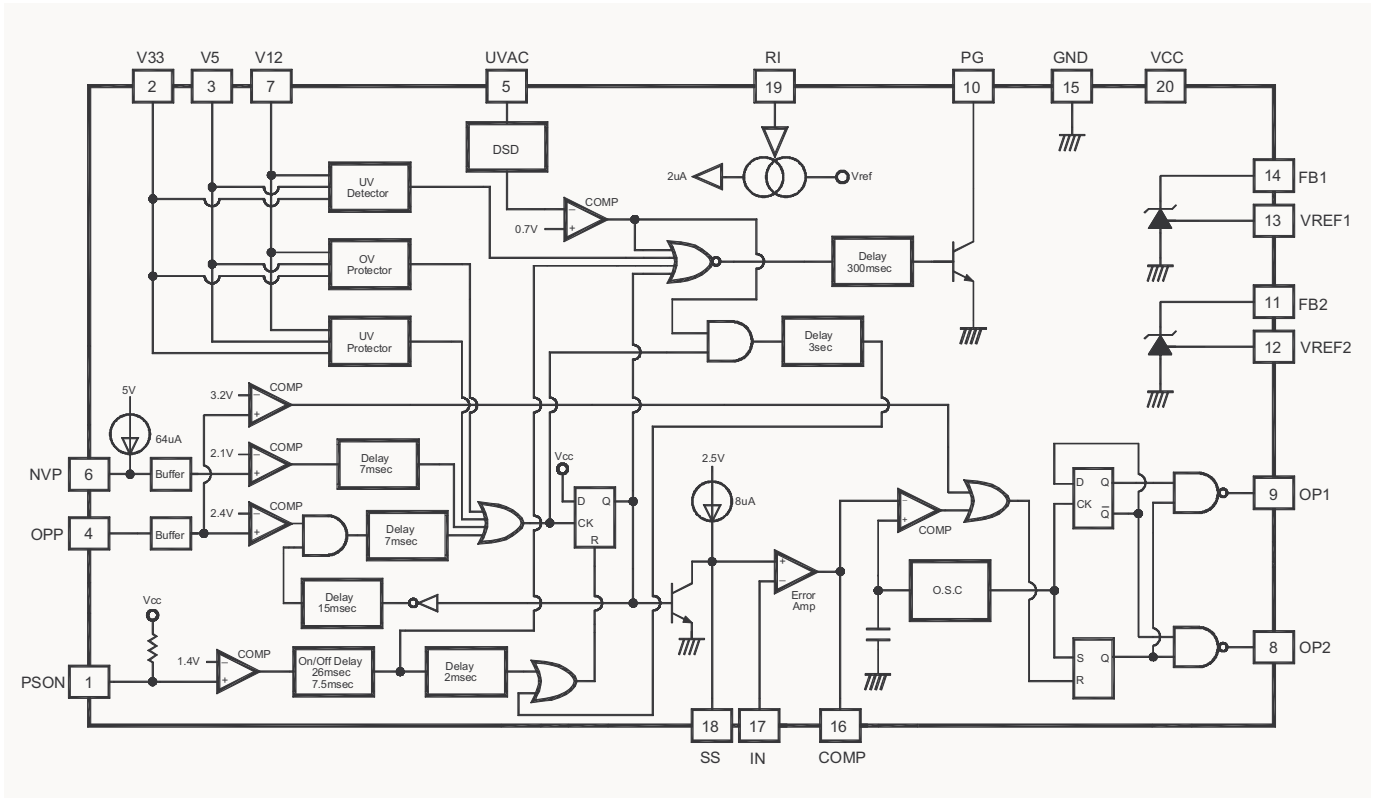 V33 V5 V12 UVAC RI PG GND VCC
2 3 7 5 19 10 15 20
DSD
2uA Vref
14 FB1
UV
Detector
COMP
−
+
0.7V
13 VREF1
OV
Protector
Delay
300msec
11 FB2
UV
Protector
Delay
3sec
12 VREF2
5V
64uA
3.2V − COMP
+
2.1V − COMP
+
NVP 6 Buffer
Delay
7msec
Vcc
2.5V
8uA
OPP 4 Buffer
2.4V − COMP
+
Delay
7msec
D Q
CK
R
−
+
COMP
D Q
CK Q
9 OP1
Delay
15msec
+
−
Error
Amp
O.S.C
Vcc
PSON 1
1.4V − COMP
+
On/Off Delay
26msec
7.5msec
Delay
2msec
S Q
R
8 OP2
18 17 16
SS IN COMP